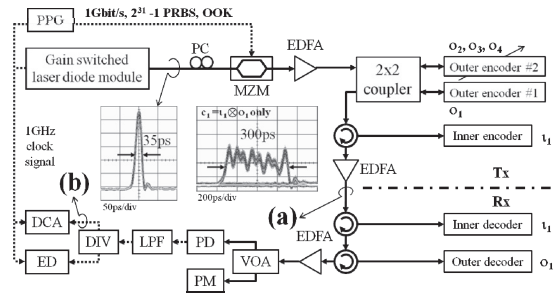 PPG
1Gbit/s, 2³¹ -1 PRBS, OOK
Gain switched
laser diode module
PC
MZM
EDFA
2x2
coupler
o₂, o₃, o₄
Outer encoder #2
Outer encoder #1
o₁
Inner encoder
ι₁
EDFA
Tx
Rx
1GHz
clock
signal
35ps
50ps/div
c₁=ι₁⊗o₁ only
300ps
200ps/div
(b)
(a)
DCA
ED
DIV
LPF
PD
PM
VOA
EDFA
Inner decoder
ι₁
Outer decoder
o₁